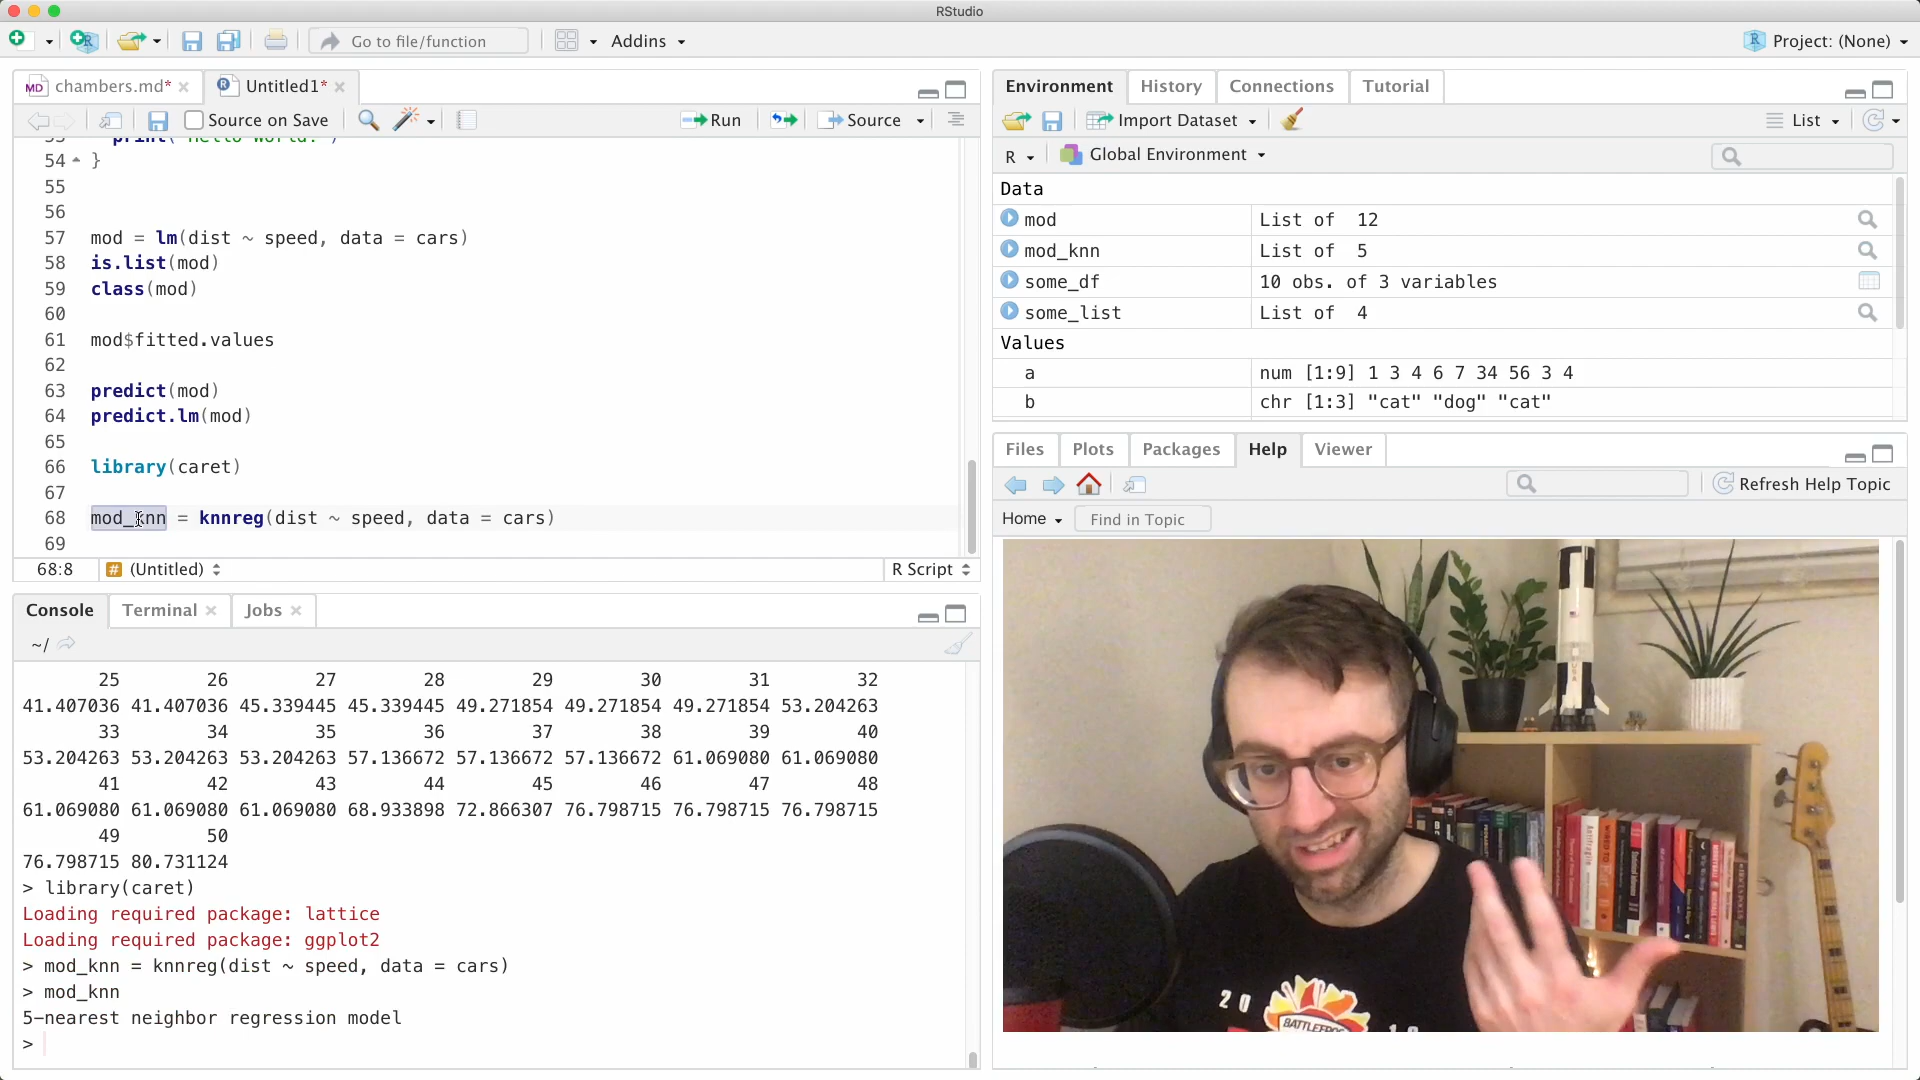 RStudio
Go to file/function
Addins
Project: (None)
MD chambers.md*
Untitled1*
Source on Save
Run
Source
54 }
55
56
57 mod = lm(dist ~ speed, data = cars)
58 is.list(mod)
59 class(mod)
60
61 mod$fitted.values
62
63 predict(mod)
64 predict.lm(mod)
65
66 library(caret)
67
68 mod_knn = knnreg(dist ~ speed, data = cars)
69
68:8 # (Untitled) R Script
Console Terminal Jobs
~/
25 26 27 28 29 30 31 32
41.407036 41.407036 45.339445 45.339445 49.271854 49.271854 49.271854 53.204263
33 34 35 36 37 38 39 40
53.204263 53.204263 53.204263 57.136672 57.136672 57.136672 61.069080 61.069080
41 42 43 44 45 46 47 48
61.069080 61.069080 61.069080 68.933898 72.866307 76.798715 76.798715 76.798715
49 50
76.798715 80.731124
> library(caret)
Loading required package: lattice
Loading required package: ggplot2
> mod_knn = knnreg(dist ~ speed, data = cars)
> mod_knn
5-nearest neighbor regression model
>
Environment History Connections Tutorial
Import Dataset List
R Global Environment
Data
mod List of 12
mod_knn List of 5
some_df 10 obs. of 3 variables
some_list List of 4
Values
a num [1:9] 1 3 4 6 7 34 56 3 4
b chr [1:3] "cat" "dog" "cat"
Files Plots Packages Help Viewer
Refresh Help Topic
Home Find in Topic
20